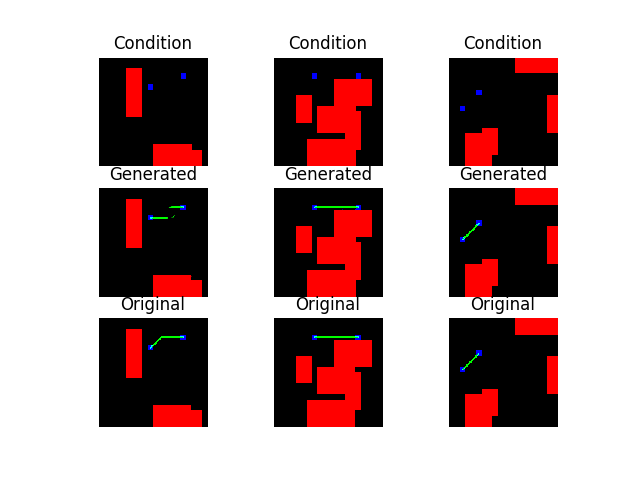 Condition Condition Condition
Generated Generated Generated
Original Original Original